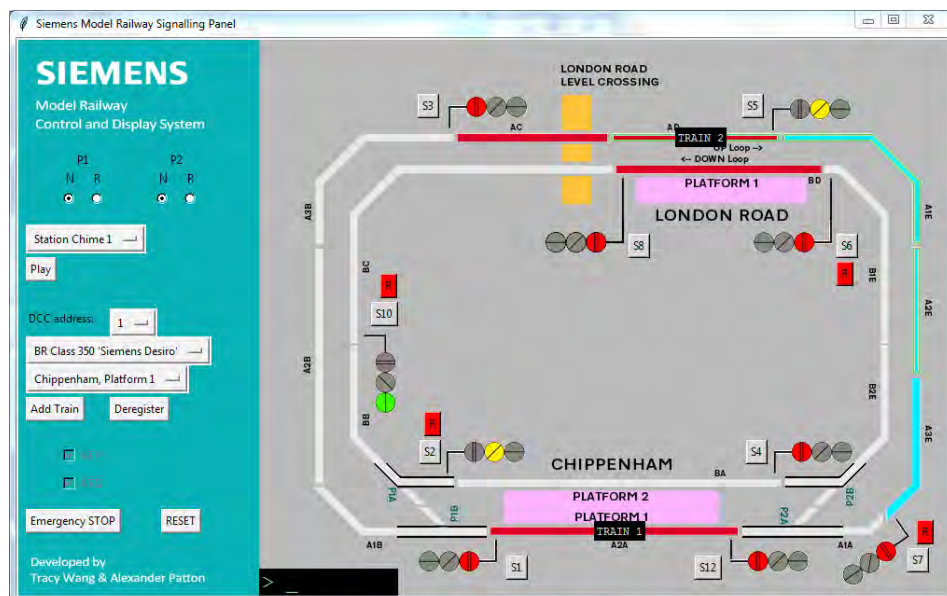 Siemens Model Railway Signalling Panel
SIEMENS
Model Railway
Control and Display System
P1 P2
N R N R
Station Chime 1
Play
DCC address: 1
BR Class 350 'Siemens Desiro'
Chippenham, Platform 1
Add Train Deregister
Emergency STOP RESET
Developed by
Tracy Wang & Alexander Patton
LONDON ROAD
LEVEL CROSSING
S3
S5
AC
AD
TRAIN 2
UP Loop -->
<-- DOWN Loop
PLATFORM 1
BD
LONDON ROAD
A3B
A1E
S8
S6
BC
R
B1E
R
S10
A2E
A2B
B2E
BB
R
S2
S4
A3E
CHIPPENHAM
BA
P1A
P2B
PLATFORM 2
P1B
P2A
PLATFORM 1
TRAIN 1
A1B
A2A
A1A
R
S7
S1
S12
> _